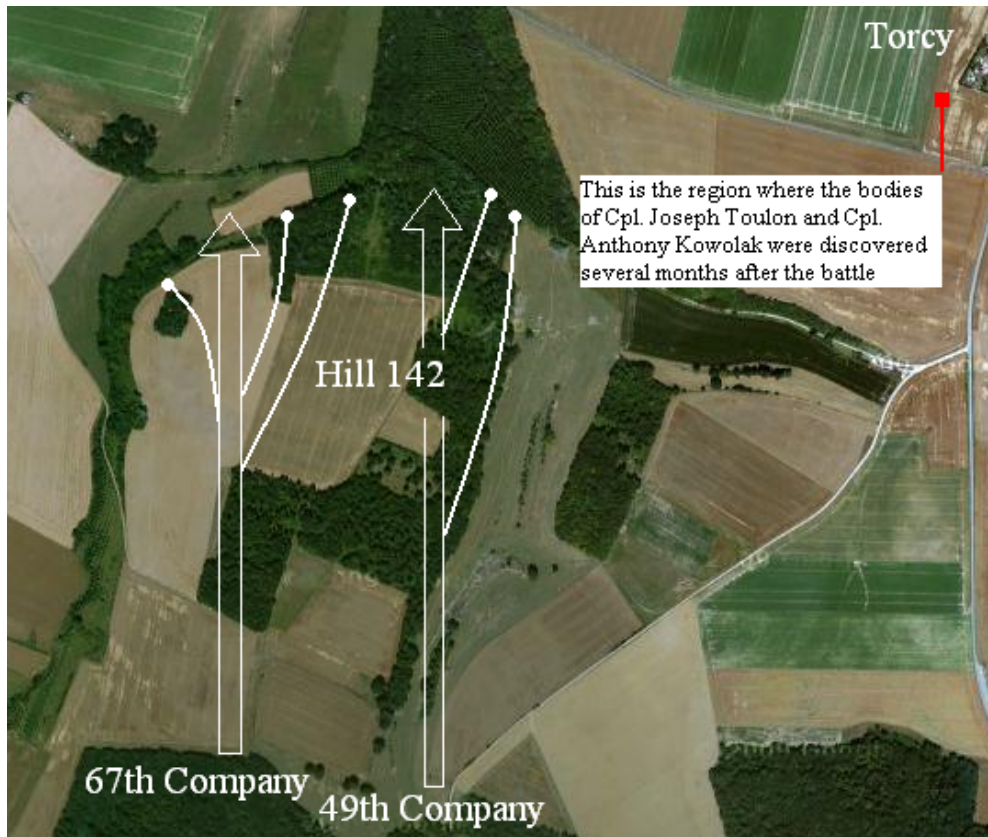 Torcy
This is the region where the bodies
of Cpl. Joseph Toulon and Cpl.
Anthony Kowolak were discovered
several months after the battle
Hill 142
67th Company
49th Company